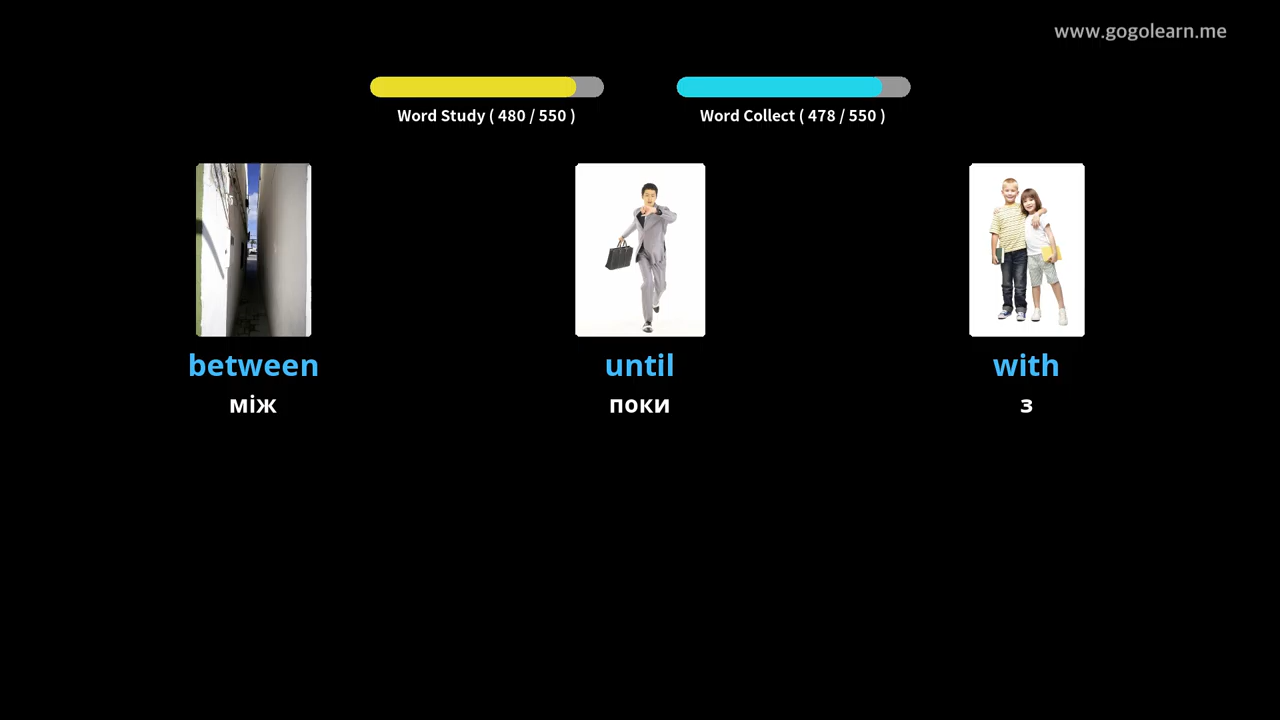 www.gogolearn.me
Word Study ( 480 / 550 )
Word Collect ( 478 / 550 )
between
until
with
між
поки
з